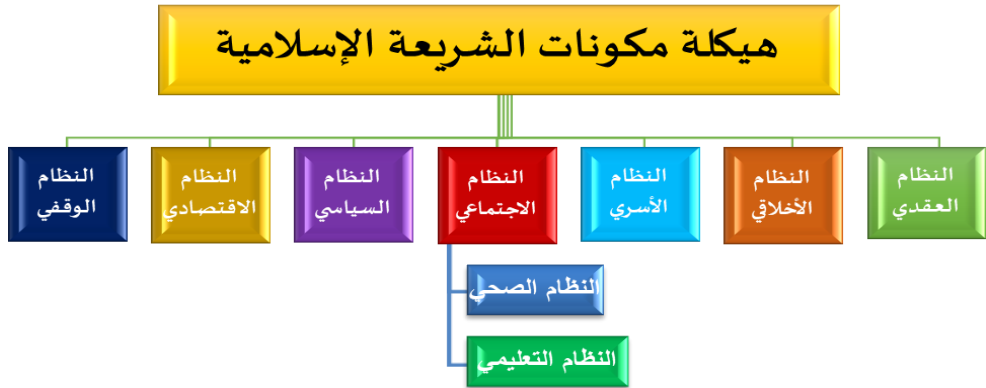 هيكلة مكونات الشريعة الإسلامية
النظام
العقدي
النظام
الأخلاقي
النظام
الأسري
النظام
الاجتماعي
النظام
السياسي
النظام
الاقتصادي
النظام
الوقفي
النظام الصحي
النظام التعليمي